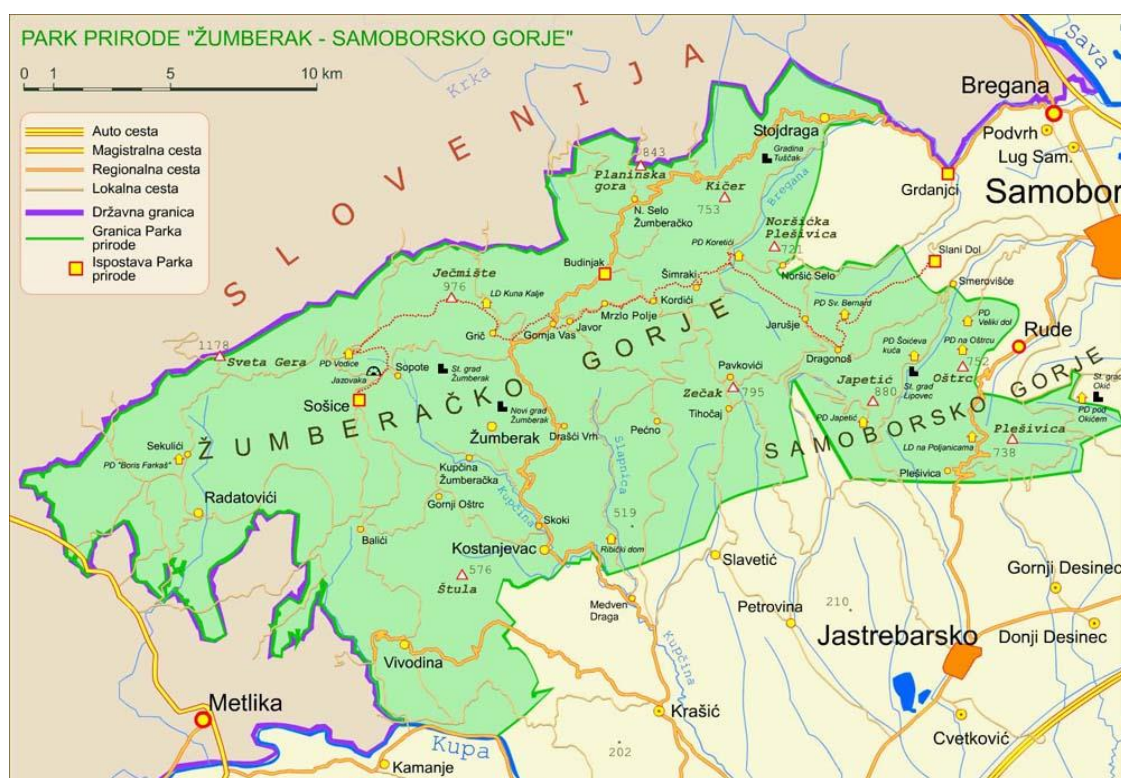 PARK PRIRODE "ŽUMBERAK - SAMOBORSKO GORJE"
0 1 5 10 km
Auto cesta
Magistralna cesta
Regionalna cesta
Lokalna cesta
Državna granica
Granica Parka
prirode
Ispostava Parka
prirode
SLOVENIJA
Krka
Sava
Bregana
Podvrh
Lug Sam.
Stojdraga
Gradina
Tuščak
843
Planinska
gora
Kičer
753
Bregana
Grdanjci
Samobor
N. Selo
Žumberačko
Noršićka
Plešivica
721
PD Koretići
Slani Dol
Ječmište
976
Budinjak
Šimraki
Noršić Selo
Smerovišće
LD Kuna Kalje
Kordići
Mrzlo Polje
PD Sv. Bernard
PD
Veliki dol
Grič
Gornja Vas
Javor
Jarušje
Rude
1178
Sveta Gera
PD Vodice
Dragonoš
PD Šoićeva
kuća
PD na Oštrcu
Jazovaka
Sopote
St. grad
Žumberak
Pavkovići
752
Oštrc
St. grad
Lipovec
St. grad
Okić
Sošice
Novi grad
Žumberak
Zečak
795
Japetić
880
Tihočaj
PD Japetić
PD pod
Okićem
ŽUMBERAČKO GORJE
SAMOBORSKO GORJE
Žumberak
Drašći Vrh
Pećno
Slapnica
Plešivica
738
LD na Poljanicama
Sekulići
PD "Boris Farkaš"
Kupčina
Žumberačka
Plešivica
Gornji Oštrc
Kupčina
Radatovići
Skoki
519
Balići
Kostanjevac
Ribički dom
Slavetić
576
Štula
Gornji Desinec
Medven
Draga
Petrovina
210
Jastrebarsko
Donji Desinec
Vivodina
Kupčina
Metlika
Krašić
Cvetković
Kupa
202
Kamanje